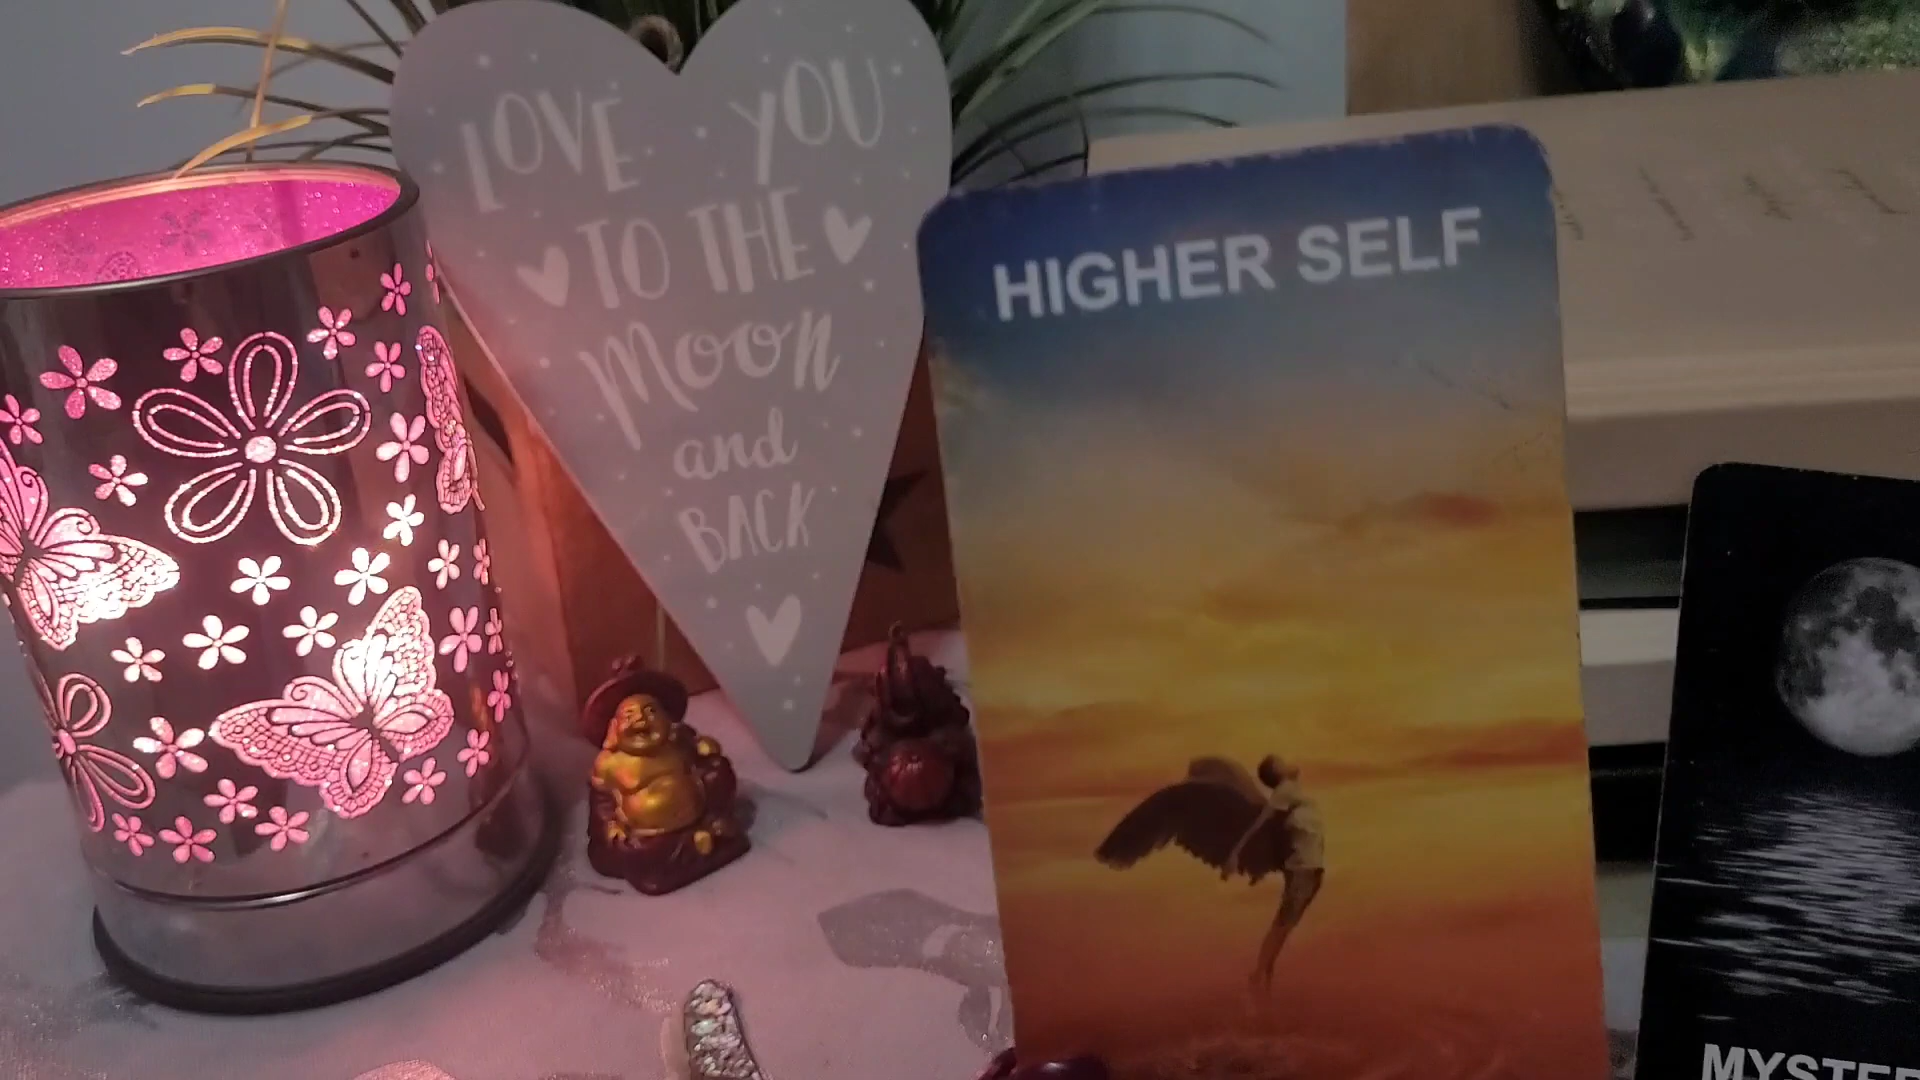 LOVE YOU
TO THE
Moon
and
BACK
HIGHER SELF